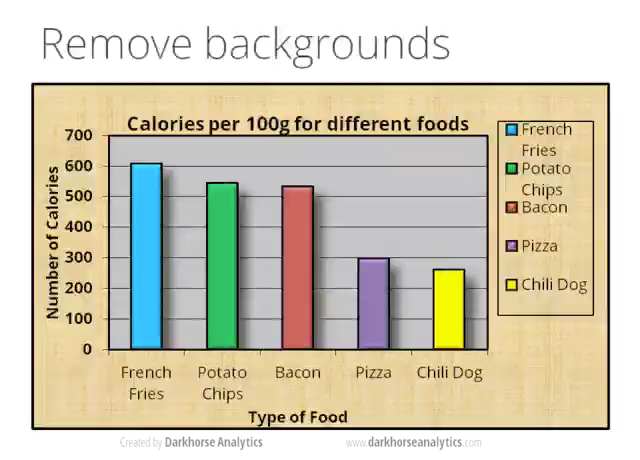 Remove backgrounds
Calories per 100g for different foods
Number of Calories
700
600
500
400
300
200
100
0
French
Fries
Potato
Chips
Bacon
Pizza
Chili Dog
Type of Food
French
Fries
Potato
Chips
Bacon
Pizza
Chili Dog
Created by Darkhorse Analytics
www.darkhorseanalytics.com